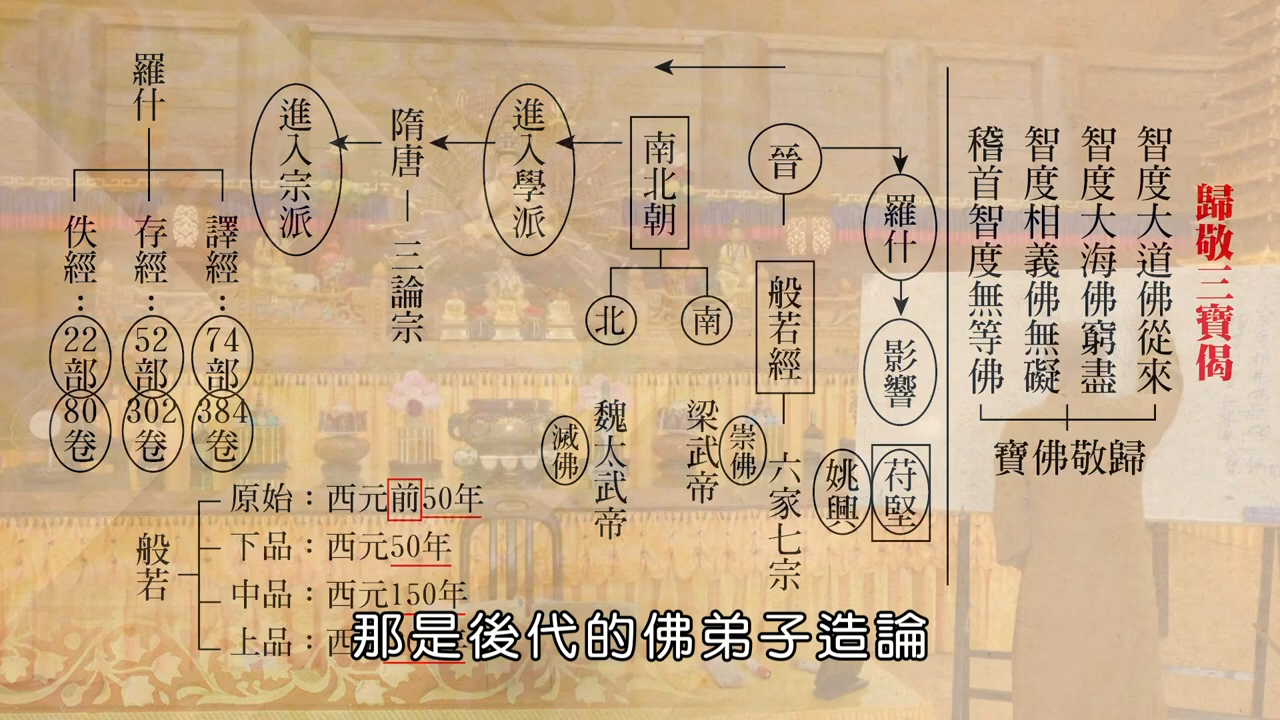 歸敬三寶偈
智度大道佛從來
智度大海佛窮盡
智度相義佛無礙
稽首智度無等佛
寶佛敬歸
晉
羅什
影響
苻堅
姚興
般若經
六家七宗
南北朝
南
梁武帝
崇佛
北
魏太武帝
滅佛
進入學派
隋唐—三論宗
進入宗派
羅什
譯經：74部384卷
存經：52部302卷
佚經：22部80卷
般若
原始：西元前50年
下品：西元50年
中品：西元150年
上品：西
那是後代的佛弟子造論